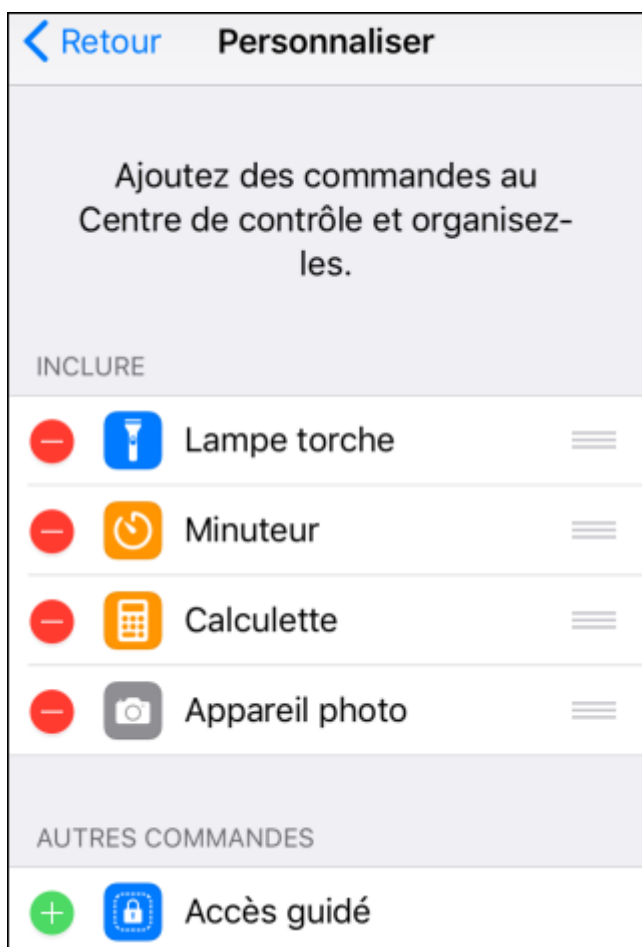 Retour Personnaliser
Ajoutez des commandes au
Centre de contrôle et organisez-
les.
INCLURE
Lampe torche
Minuteur
Calculette
Appareil photo
AUTRES COMMANDES
Accès guidé